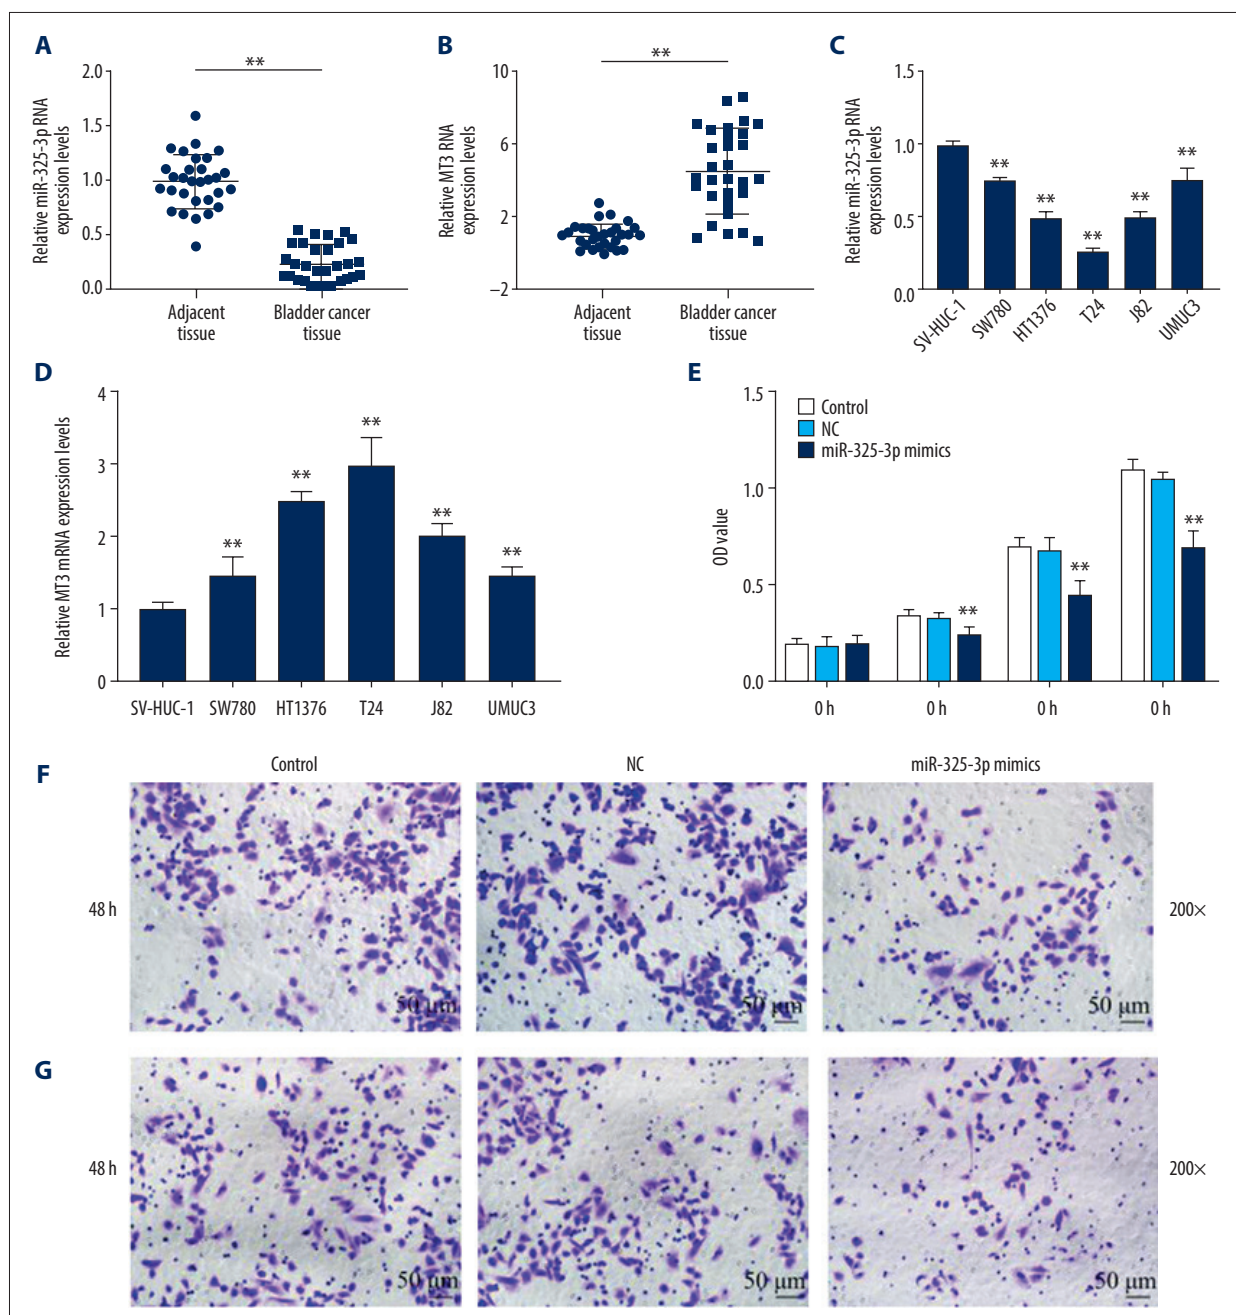 A
**
2.0
1.5
1.0
0.5
0.0
Relative miR-325-3p RNA
expression levels
Adjacent
tissue
Bladder cancer
tissue
B
**
10
6
2
−2
Relative MT3 RNA
expression levels
Adjacent
tissue
Bladder cancer
tissue
C
1.5
1.0
0.5
0.0
Relative miR-325-3p RNA
expression levels
**
**
**
**
**
SV-HUC-1
SW780
HT1376
T24
J82
UMUC3
D
4
3
2
1
0
Relative MT3 mRNA expression levels
**
**
**
**
**
SV-HUC-1
SW780
HT1376
T24
J82
UMUC3
E
1.5
1.0
0.5
0.0
OD value
Control
NC
miR-325-3p mimics
**
**
**
0 h
0 h
0 h
0 h
F
Control
NC
miR-325-3p mimics
48 h
50 μm
50 μm
50 μm
200×
G
48 h
50 μm
50 μm
50 μm
200×